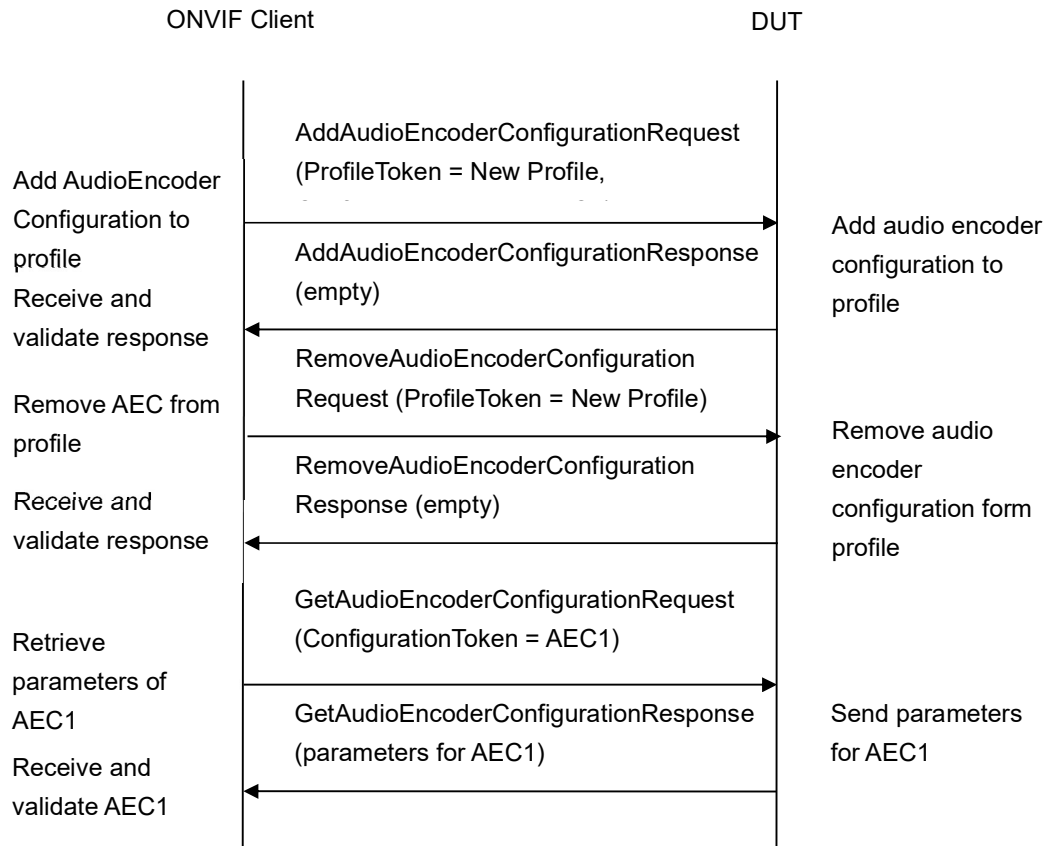 ONVIF Client
DUT
AddAudioEncoderConfigurationRequest
(ProfileToken = New Profile,
Add AudioEncoder
Configuration to
profile
Add audio encoder
configuration to
profile
AddAudioEncoderConfigurationResponse
(empty)
Receive and
validate response
RemoveAudioEncoderConfiguration
Request (ProfileToken = New Profile)
Remove AEC from
profile
Remove audio
encoder
configuration form
profile
RemoveAudioEncoderConfiguration
Response (empty)
Receive and
validate response
GetAudioEncoderConfigurationRequest
(ConfigurationToken = AEC1)
Retrieve
parameters of
AEC1
GetAudioEncoderConfigurationResponse
(parameters for AEC1)
Send parameters
for AEC1
Receive and
validate AEC1